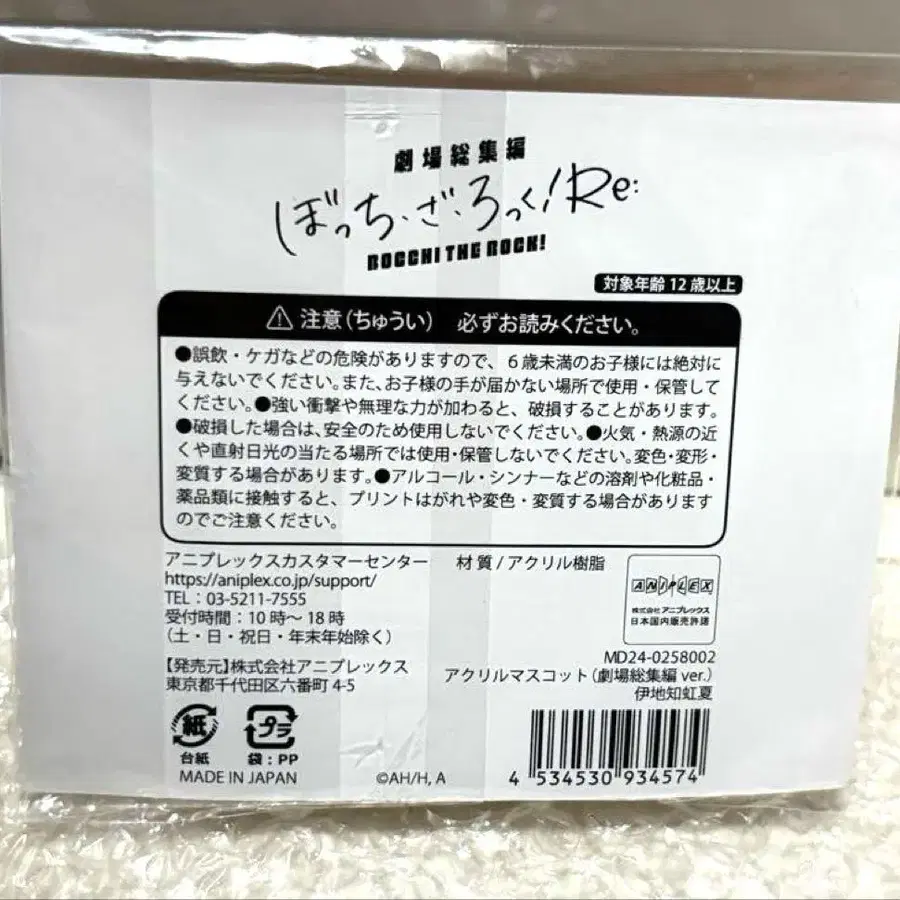 劇場総集編
ぼっち・ざ・ろっく！Re:
BOCCHI THE ROCK!
対象年齢 12 歳以上
⚠ 注意（ちゅうい） 必ずお読みください。
●誤飲・ケガなどの危険がありますので、６歳未満のお子様には絶対に
与えないでください。また、お子様の手が届かない場所で使用・保管して
ください。●強い衝撃や無理な力が加わると、破損することがあります。
●破損した場合は、安全のため使用しないでください。●火気・熱源の近
くや直射日光の当たる場所では使用・保管しないでください。変色・変形・
変質する場合があります。●アルコール・シンナーなどの溶剤や化粧品・
薬品類に接触すると、プリントはがれや変色・変質する場合があります
のでご注意ください。
アニプレックスカスタマーセンター
https://aniplex.co.jp/support/
TEL：03-5211-7555
受付時間：10 時～ 18 時
（土・日・祝日・年末年始除く）
【発売元】株式会社アニプレックス
東京都千代田区六番町 4-5
材 質 / アクリル樹脂
ANIPLEX
株式会社 アニプレックス
日本国内販売許諾
MD24-0258002
アクリルマスコット（劇場総集編 ver.）
伊地知虹夏
紙
台紙
プラ
袋：PP
MADE IN JAPAN
©AH/H, A
4 534530 934574